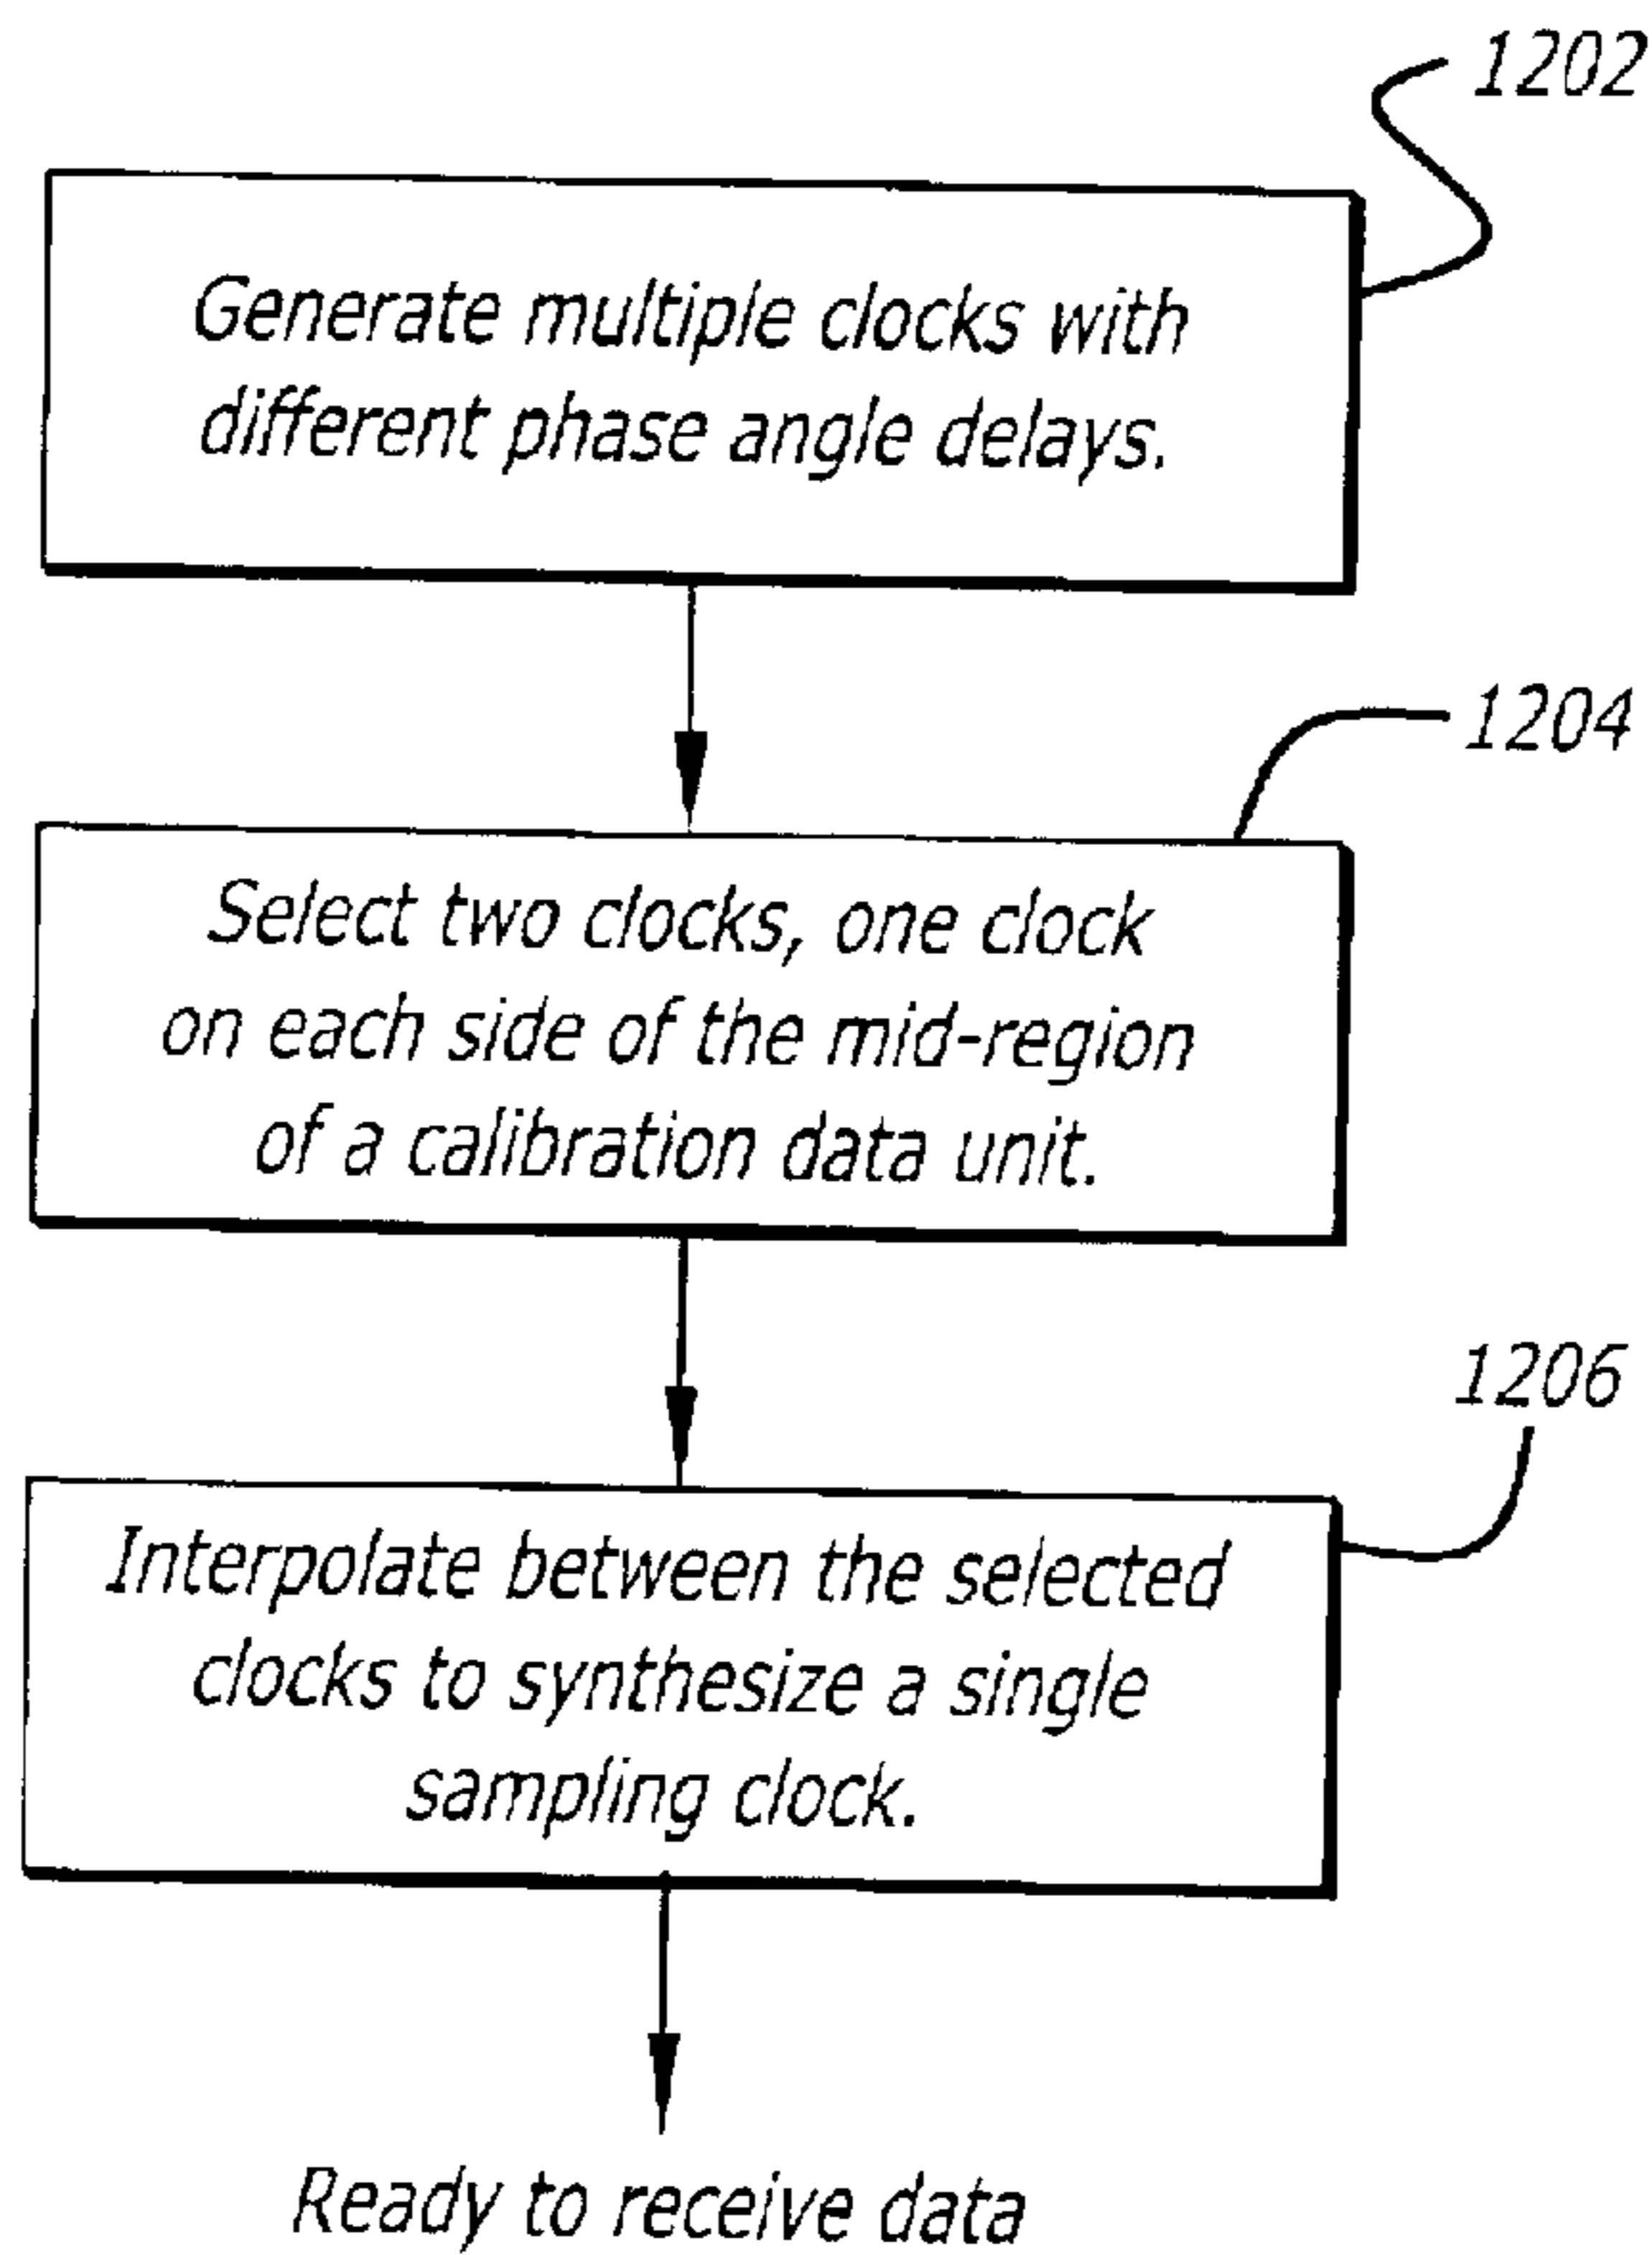 1202
Generate multiple clocks with
different phase angle delays.
1204
Select two clocks, one clock
on each side of the mid-region
of a calibration data unit.
1206
Interpolate between the selected
clocks to synthesize a single
sampling clock.
Ready to receive data